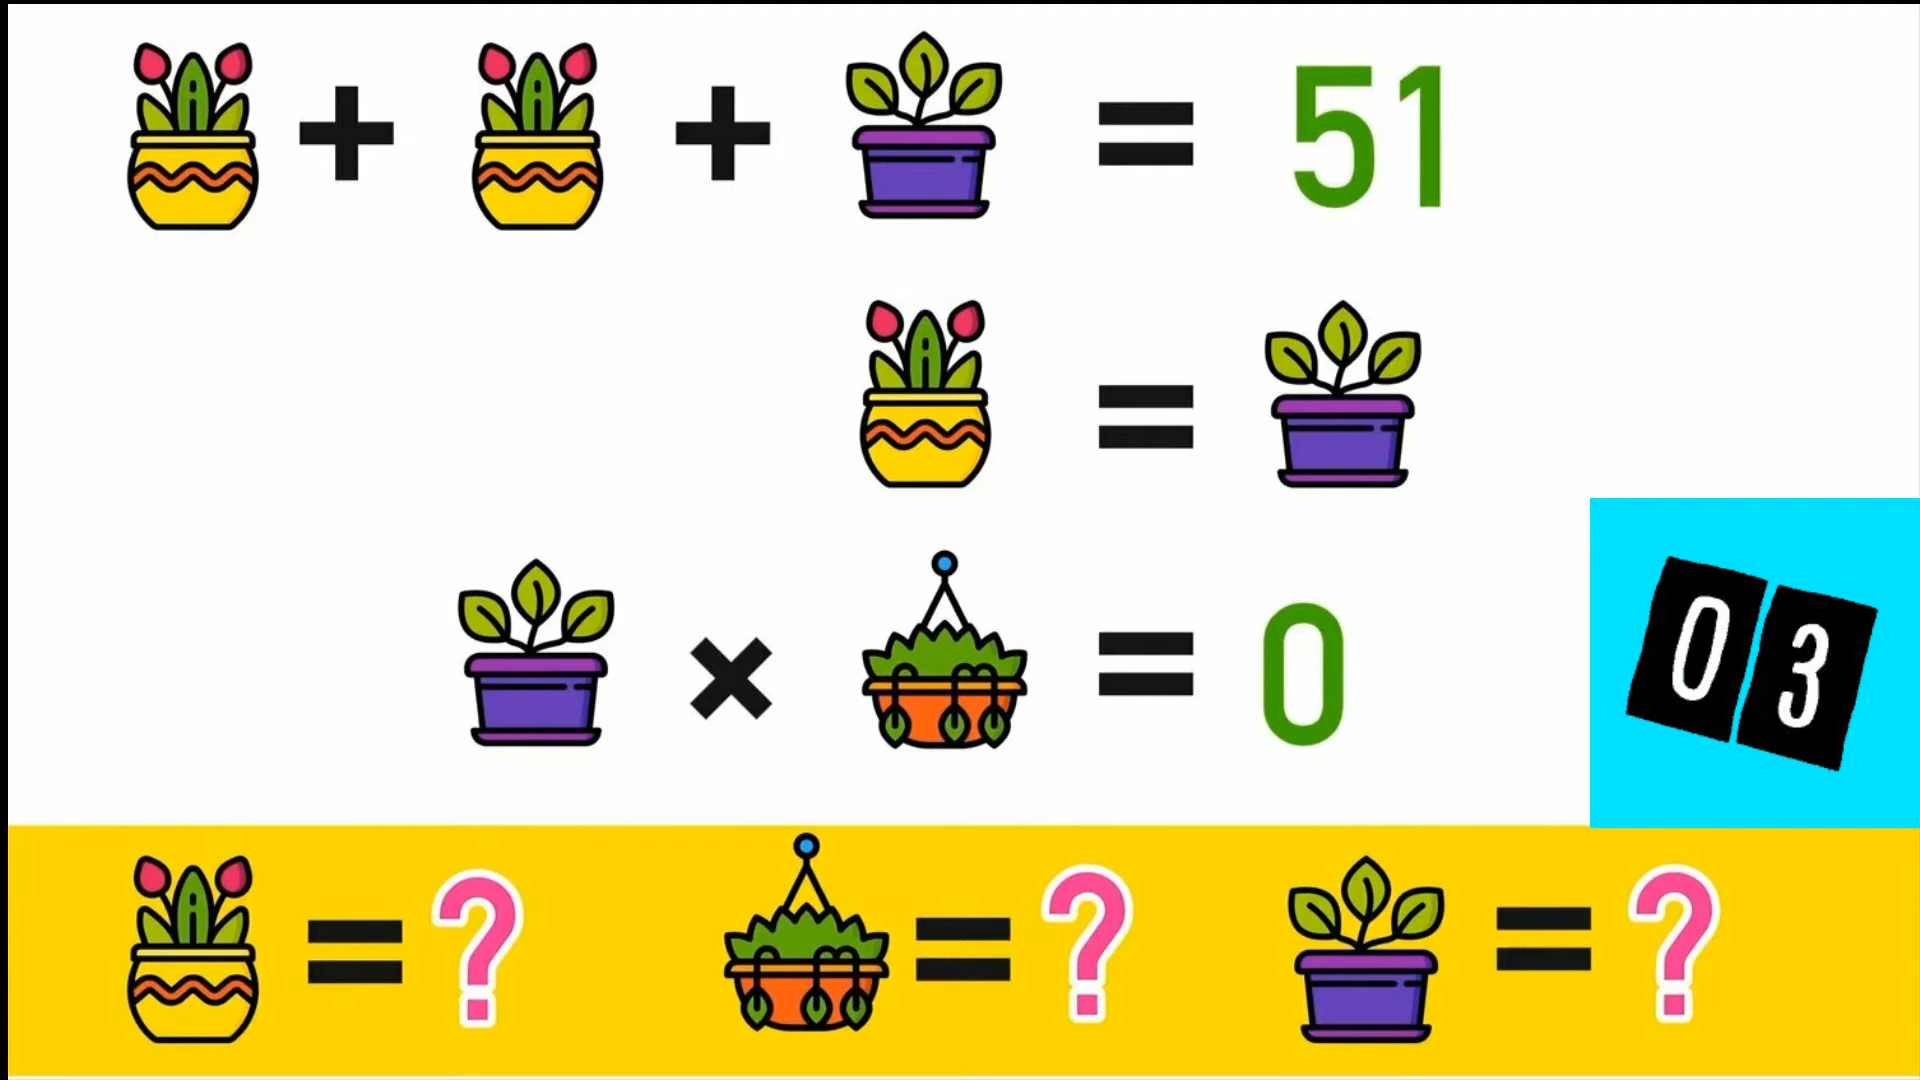 + + = 51
=
× = 0
03
= ? = ? = ?